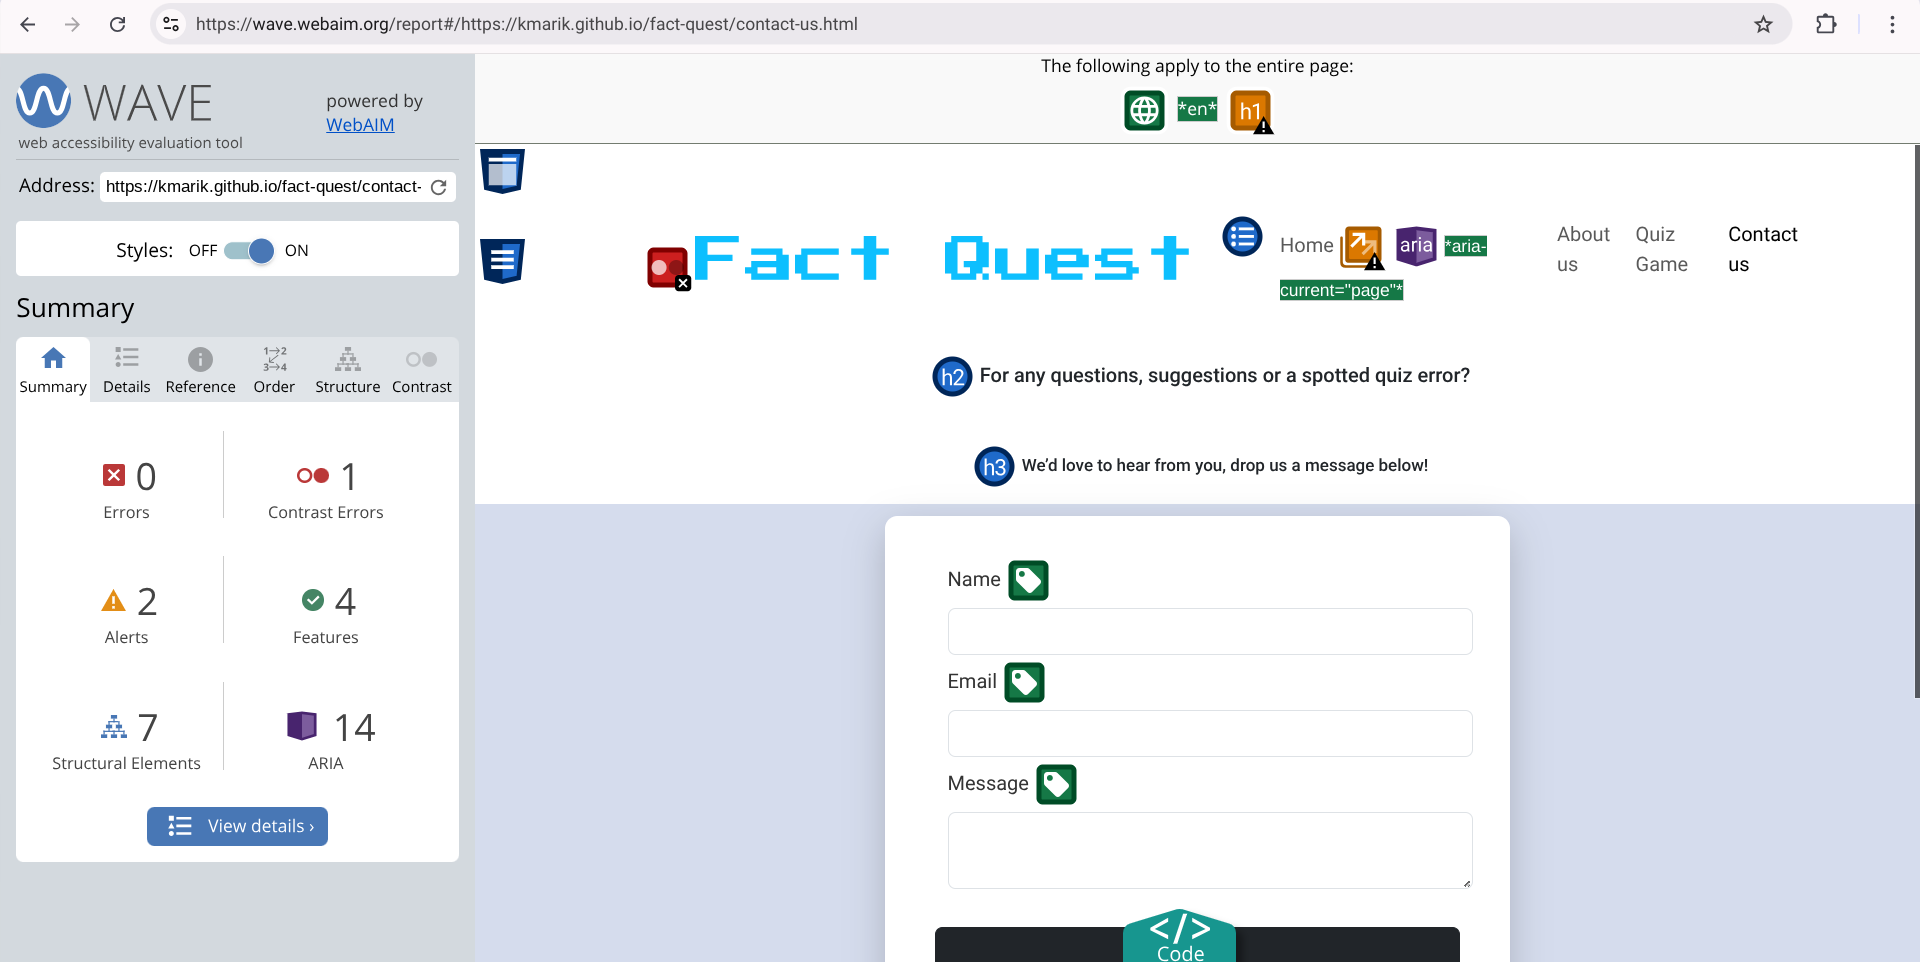 https://wave.webaim.org/report#/https://kmarik.github.io/fact-quest/contact-us.html
WAVE
powered by
WebAIM
web accessibility evaluation tool
Address: https://kmarik.github.io/fact-quest/contact-
Styles: OFF ON
Summary
1 2
3 4
Summary Details Reference Order Structure Contrast
0 1
Errors Contrast Errors
2 4
Alerts Features
7 14
Structural Elements ARIA
View details ›
The following apply to the entire page:
*en* h1
Fact Quest
Home aria *aria-
current="page"*
About
us
Quiz
Game
Contact
us
h2 For any questions, suggestions or a spotted quiz error?
h3 We’d love to hear from you, drop us a message below!
Name
Email
Message
</>
Code